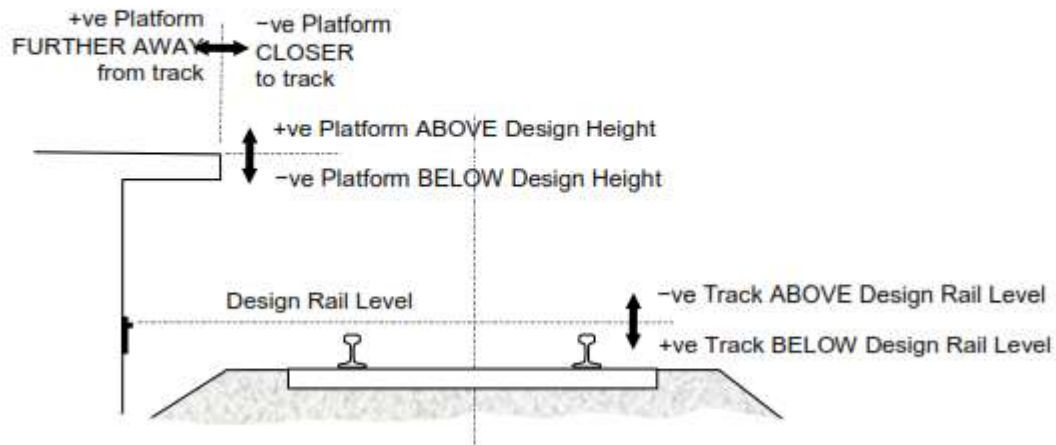 +ve Platform
FURTHER AWAY
from track
−ve Platform
CLOSER
to track
+ve Platform ABOVE Design Height
−ve Platform BELOW Design Height
Design Rail Level
−ve Track ABOVE Design Rail Level
+ve Track BELOW Design Rail Level